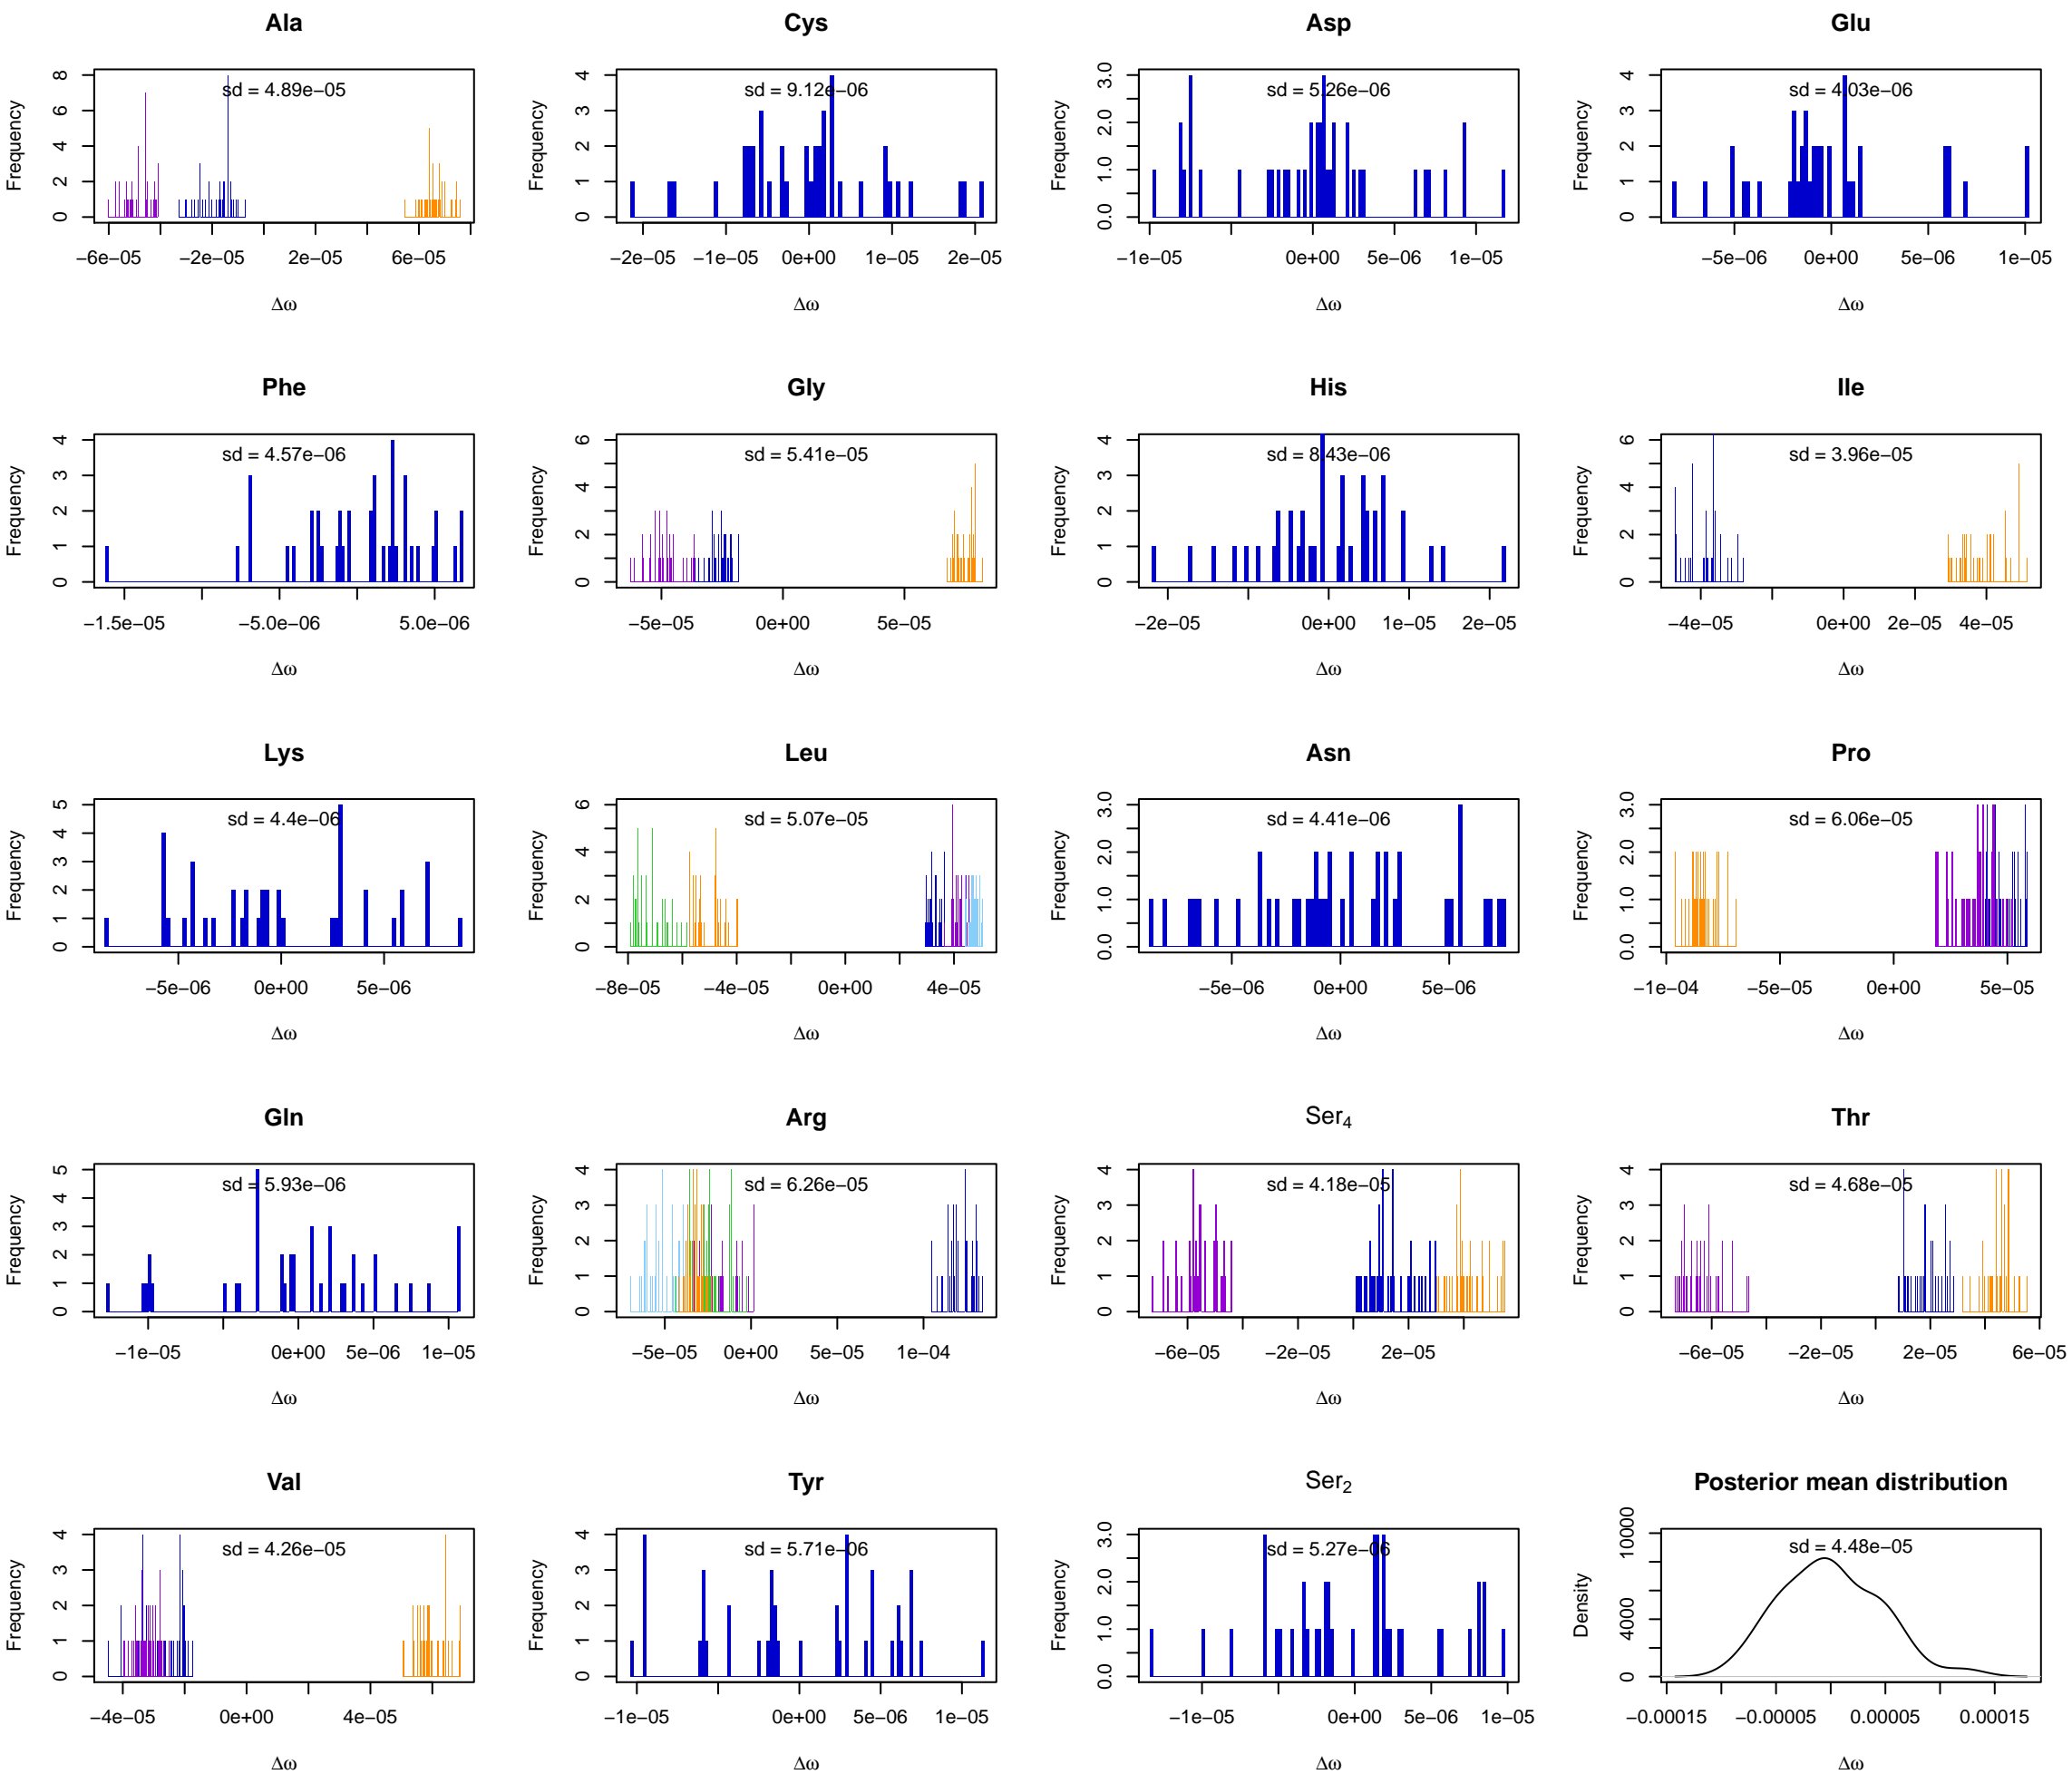 Ala
Frequency
0 2 4 6 8
sd = 4.89e−05
−6e−05 −2e−05 2e−05 6e−05
Δω
Cys
Frequency
0 1 2 3 4
sd = 9.12e−06
−2e−05 −1e−05 0e+00 1e−05 2e−05
Δω
Asp
Frequency
0.0 1.0 2.0 3.0
sd = 5.26e−06
−1e−05 0e+00 5e−06 1e−05
Δω
Glu
Frequency
0 1 2 3 4
sd = 4.03e−06
−5e−06 0e+00 5e−06 1e−05
Δω
Phe
Frequency
0 1 2 3 4
sd = 4.57e−06
−1.5e−05 −5.0e−06 5.0e−06
Δω
Gly
Frequency
0 2 4 6
sd = 5.41e−05
−5e−05 0e+00 5e−05
Δω
His
Frequency
0 1 2 3 4
sd = 8.43e−06
−2e−05 0e+00 1e−05 2e−05
Δω
Ile
Frequency
0 2 4 6
sd = 3.96e−05
−4e−05 0e+00 2e−05 4e−05
Δω
Lys
Frequency
0 1 2 3 4 5
sd = 4.4e−06
−5e−06 0e+00 5e−06
Δω
Leu
Frequency
0 2 4 6
sd = 5.07e−05
−8e−05 −4e−05 0e+00 4e−05
Δω
Asn
Frequency
0.0 1.0 2.0 3.0
sd = 4.41e−06
−5e−06 0e+00 5e−06
Δω
Pro
Frequency
0.0 1.0 2.0 3.0
sd = 6.06e−05
−1e−04 −5e−05 0e+00 5e−05
Δω
Gln
Frequency
0 1 2 3 4 5
sd = 5.93e−06
−1e−05 0e+00 5e−06 1e−05
Δω
Arg
Frequency
0 1 2 3 4
sd = 6.26e−05
−5e−05 0e+00 5e−05 1e−04
Δω
Ser4
Frequency
0 1 2 3 4
sd = 4.18e−05
−6e−05 −2e−05 2e−05
Δω
Thr
Frequency
0 1 2 3 4
sd = 4.68e−05
−6e−05 −2e−05 2e−05 6e−05
Δω
Val
Frequency
0 1 2 3 4
sd = 4.26e−05
−4e−05 0e+00 4e−05
Δω
Tyr
Frequency
0 1 2 3 4
sd = 5.71e−06
−1e−05 0e+00 5e−06 1e−05
Δω
Ser2
Frequency
0.0 1.0 2.0 3.0
sd = 5.27e−06
−1e−05 0e+00 5e−06 1e−05
Δω
Posterior mean distribution
Density
0 4000 10000
sd = 4.48e−05
−0.00015 −0.00005 0.00005 0.00015
Δω